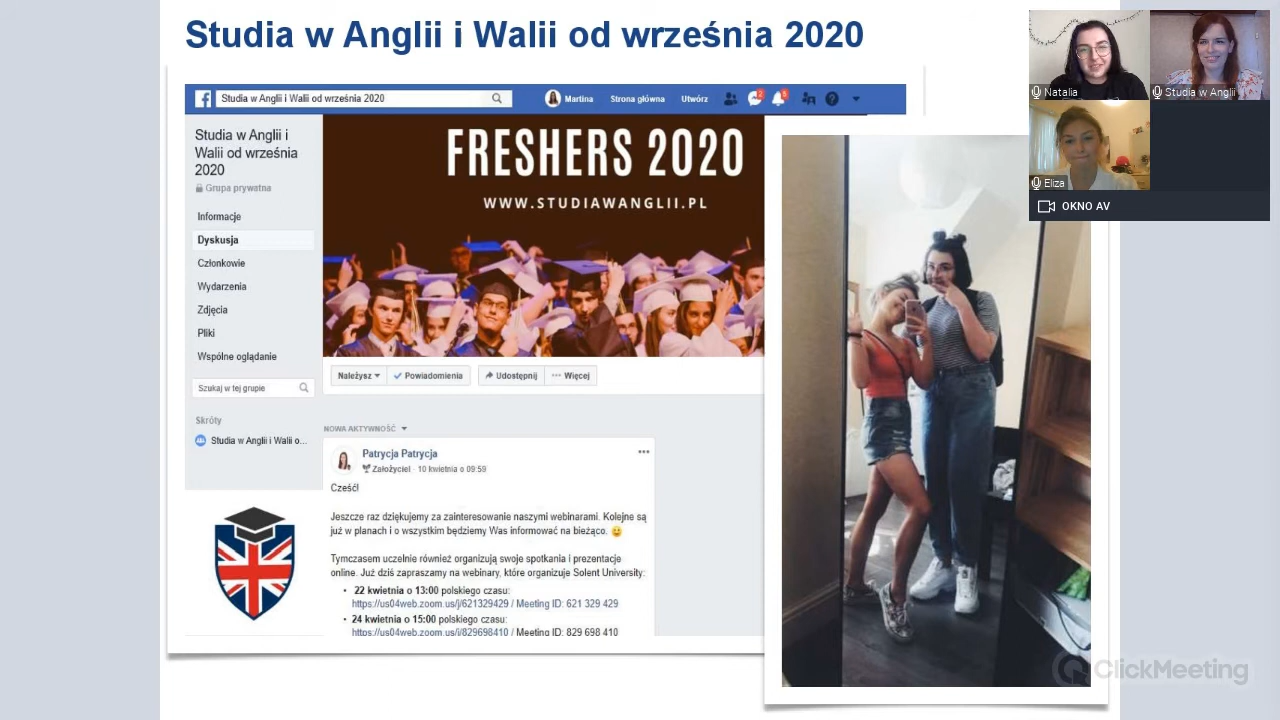 Studia w Anglii i Walii od września 2020
Studia w Anglii i Walii od września 2020
Martina
Strona główna
Utwórz
2
8
Studia w Anglii i
Walii od września
2020
Grupa prywatna
Informacje
Dyskusja
Członkowie
Wydarzenia
Zdjęcia
Pliki
Wspólne oglądanie
Szukaj w tej grupie
Skróty
Studia w Anglii i Walii o...
FRESHERS 2020
WWW.STUDIAWANGLII.PL
Należysz
Powiadomienia
Udostępnij
Więcej
NOWA AKTYWNOŚĆ
Patrycja Patrycja
Założyciel · 10 kwietnia o 09:59
Cześć!
Jeszcze raz dziękujemy za zainteresowanie naszymi webinarami. Kolejne są
już w planach i o wszystkim będziemy Was informować na bieżąco.
Tymczasem uczelnie również organizują swoje spotkania i prezentacje
online. Już dziś zapraszamy na webinary, które organizuje Solent University:
• 22 kwietnia o 13:00 polskiego czasu:
https://us04web.zoom.us/j/621329429 / Meeting ID: 621 329 429
• 24 kwietnia o 15:00 polskiego czasu:
https://us04web.zoom.us/j/829698410 / Meeting ID: 829 698 410
Natalia
Studia w Anglii
Eliza
OKNO AV
ClickMeeting